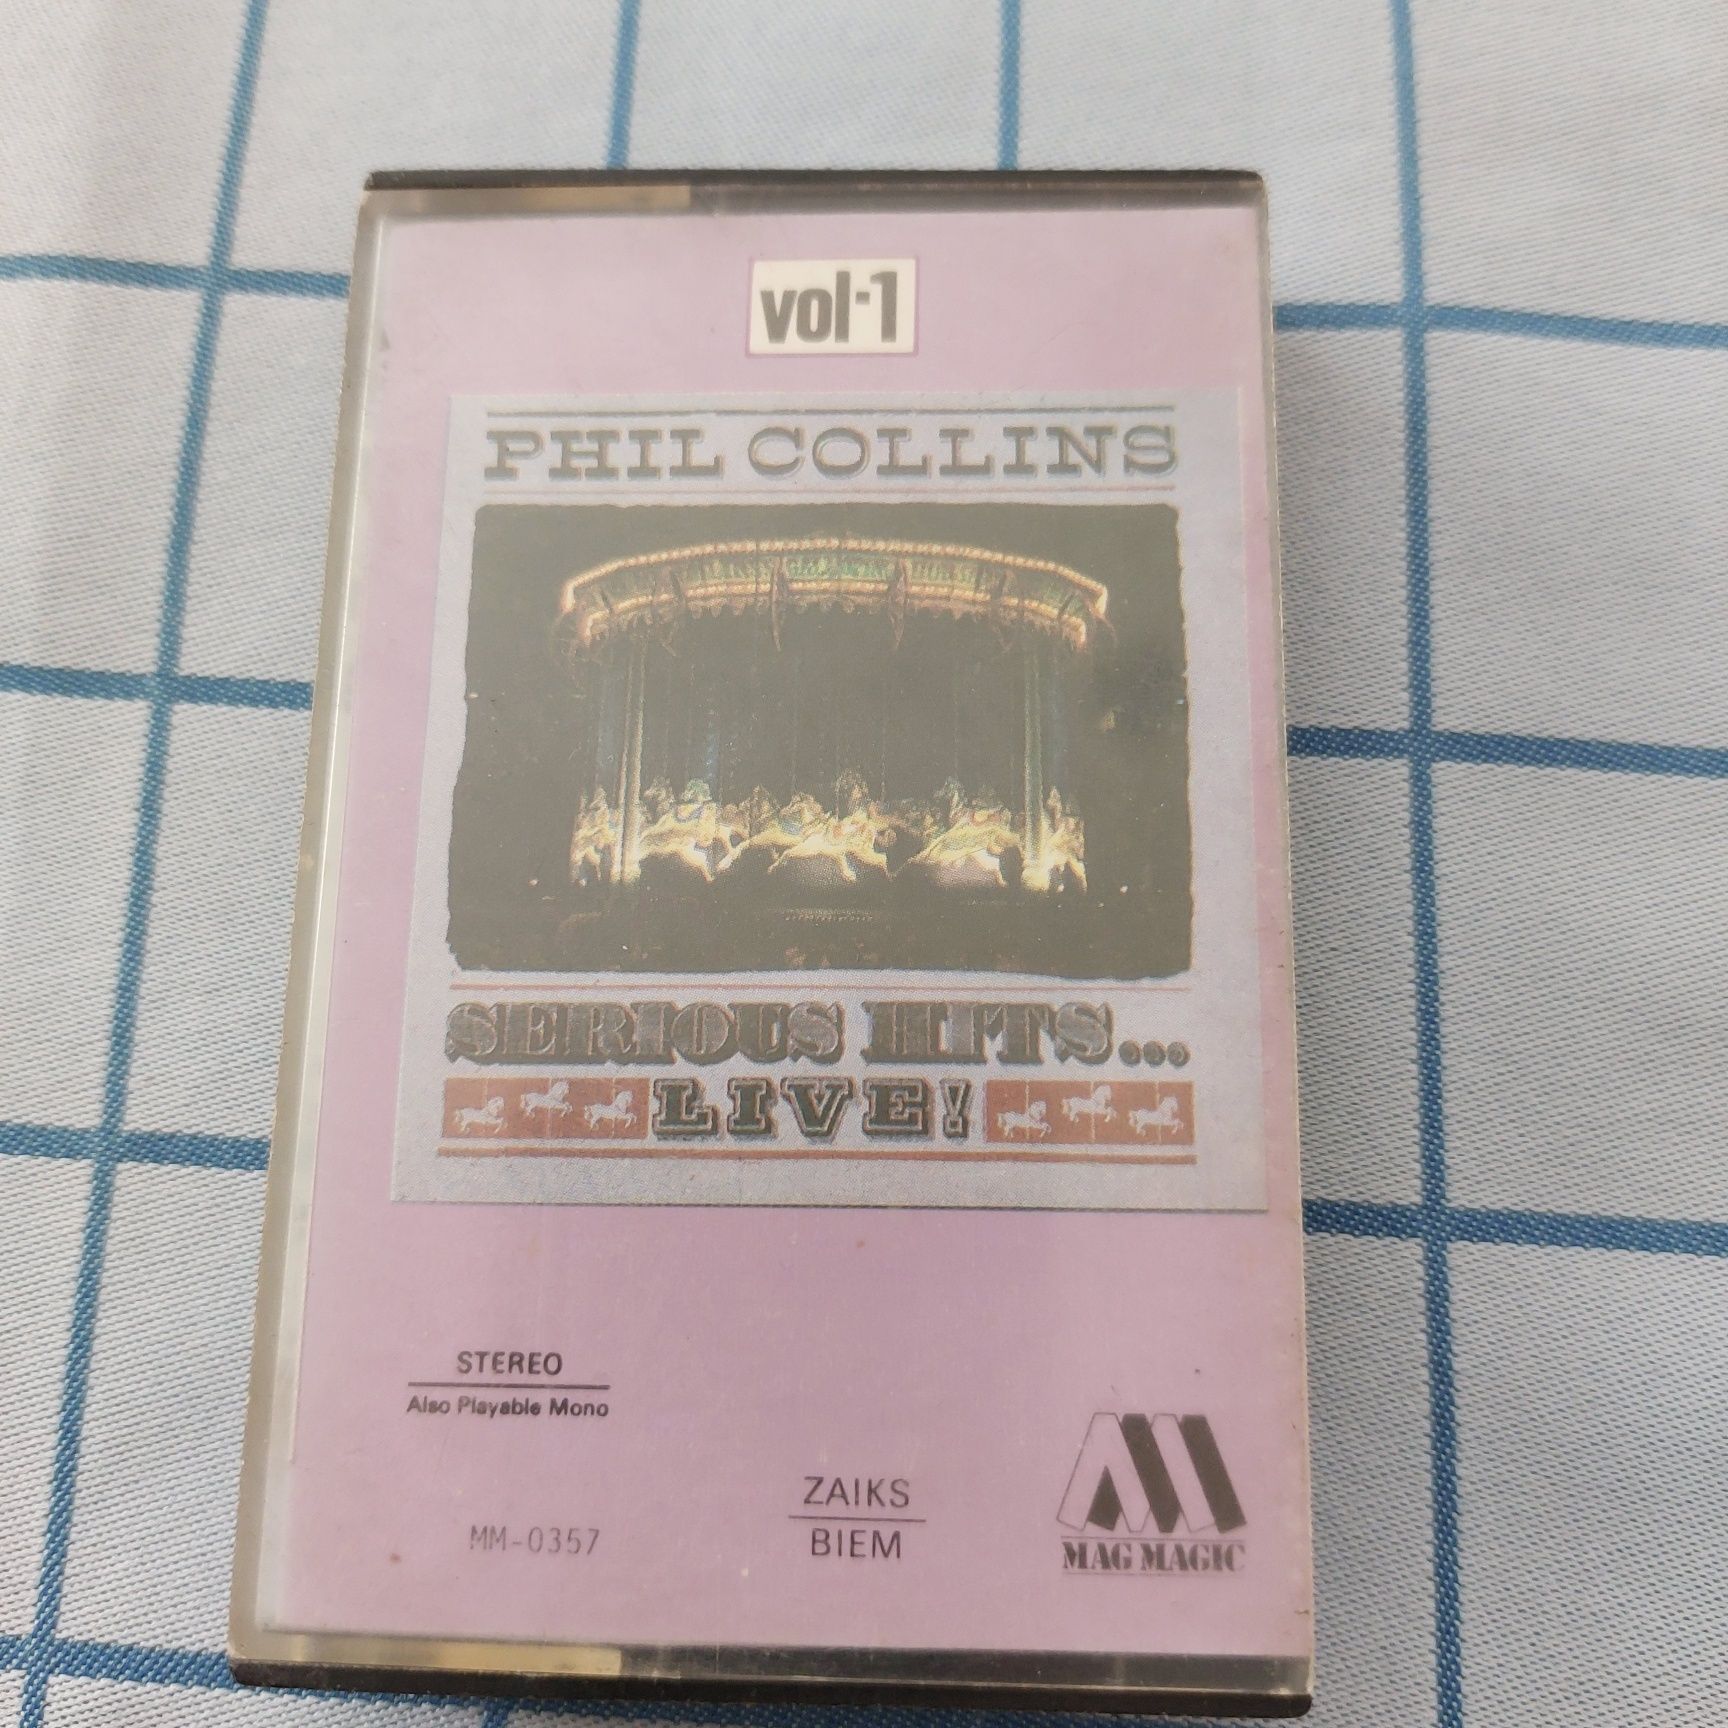 vol-1
PHIL COLLINS
SERIOUS HITS...
LIVE!
STEREO
Also Playable Mono
MM-0357
ZAIKS
BIEM
MAG MAGIC